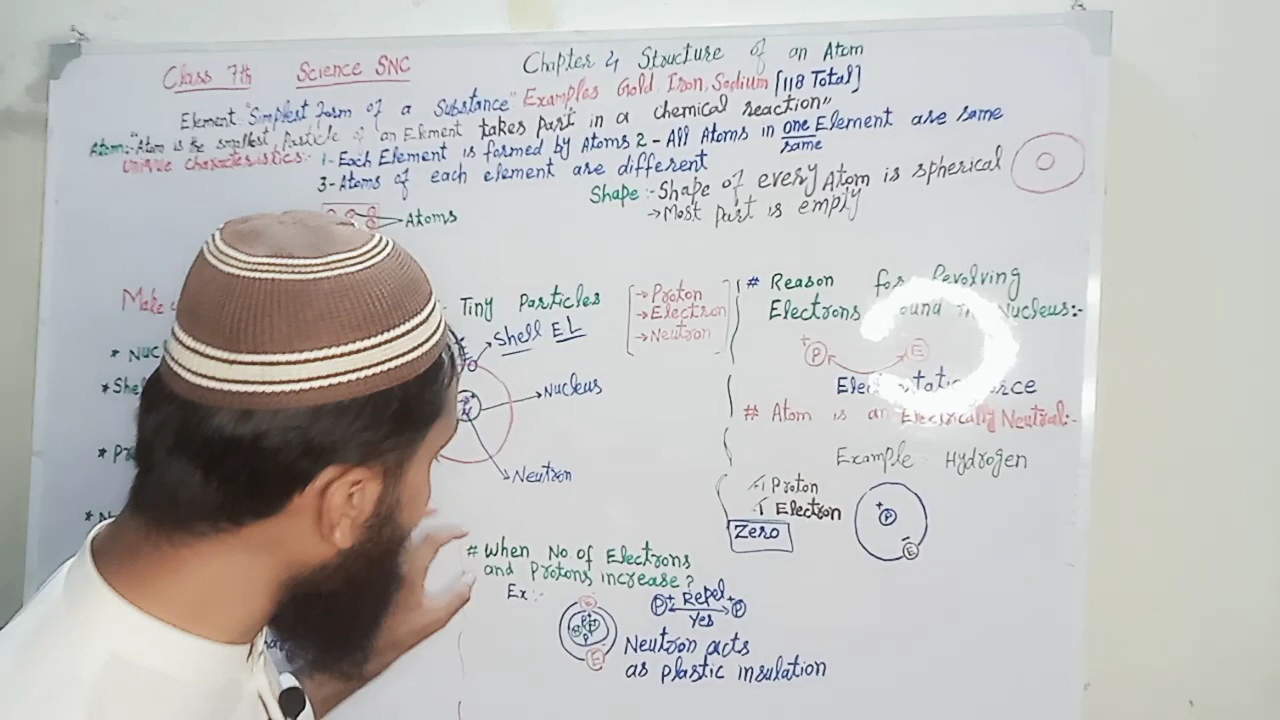 Class 7th Science SNC Chapter 4 Structure of an Atom
Element "Simplest form of a Substance" Examples Gold, Iron, Sodium [118 Total]
Atom:- "Atom is the smallest Particle of an Element takes part in a chemical reaction"
Unique characteristics:- 1- Each Element is formed by Atoms 2- All Atoms in one Element are same
same
3- Atoms of each element are different
Shape:- Shape of every Atom is spherical
→ Most part is empty
Atoms
Make
Tiny Particles
→ Proton
→ Electron
→ Neutron
* Nuc
* She
Shell EL
Nucleus
Neutron
# Reason for Revolving
Electrons
Nucleus:-
+ P E
# Atom is an Electrically Neutral:-
Example Hydrogen
Proton
Electron
Zero
+ P
- E
# When No. of Electrons
and Protons increase?
Ex:-
E
P+ Repel +P
Yes
Neutron acts
as plastic insulation